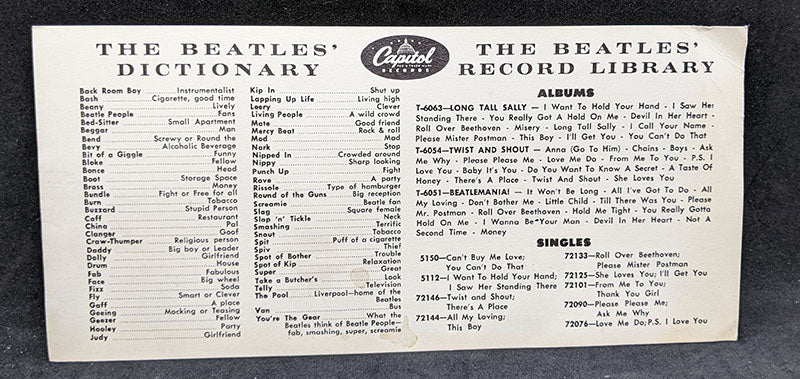 THE BEATLES' DICTIONARY
Back Room Boy Instrumentalist
Bash Cigarette, good time
Beany Lively
Beatle People Fans
Bed-Sitter Small Apartment
Beggar Man
Bend Screwy or Round the
Bevy Alcoholic Beverage
Bit of a Giggle Funny
Bloke Fellow
Bonce Head
Boot Storage Space
Brass Money
Bundle Fight or Free for all
Burn Tobacco
Buzzard Stupid Person
Caff Restaurant
China Pal
Clanger Goof
Craw-Thumper Religious person
Daddy Big boy or Leader
Dolly Girlfriend
Drum House
Fab Fabulous
Face Big wheel
Fizz Soda
Fly Smart or Clever
Gaff A place
Geeing Mocking or Teasing
Geezer Fellow
Hooley Party
Judy Girlfriend
Kip In Shut up
Lapping Up Life Living high
Leery Clever
Living People A wild crowd
Mate Good friend
Mercy Beat Rock & roll
Mod Mad
Nark Stop
Nipped In Crowded around
Nippy Sharp looking
Punch Up Fight
Rave A party
Rissole Type of hamburger
Round of the Guns Big reception
Screamie Beatle fan
Slag Square female
Slap 'n' Tickle Neck
Smashing Terrific
Snout Tobacco
Spit Puff of a cigarette
Spiv Thief
Spot of Bother Trouble
Spot of Kip Relaxation
Super Great
Take a Butcher's Look
Telly Television
The Pool Liverpool—home of the
Beatles
Van Bus
You're The Gear What the
Beatles think of Beatle People—
fab, smashing, super, screamie
Capitol
RECORDS
THE BEATLES'
RECORD LIBRARY
ALBUMS
T-6063—LONG TALL SALLY — I Want To Hold Your Hand - I Saw Her
Standing There - You Really Got A Hold On Me - Devil In Her Heart -
Roll Over Beethoven - Misery - Long Tall Sally - I Call Your Name -
Please Mister Postman - This Boy - I'll Get You - You Can't Do That
T-6054—TWIST AND SHOUT — Anna (Go To Him) - Chains - Boys - Ask
Me Why - Please Please Me - Love Me Do - From Me To You - P.S. I
Love You - Baby It's You - Do You Want To Know A Secret - A Taste Of
Honey - There's A Place - Twist And Shout - She Loves You
T-6051—BEATLEMANIA! — It Won't Be Long - All I've Got To Do - All
My Loving - Don't Bother Me - Little Child - Till There Was You - Please
Mr. Postman - Roll Over Beethoven - Hold Me Tight - You Really Gotta
Hold On Me - I Wanna Be Your Man - Devil In Her Heart - Not A
Second Time - Money
SINGLES
5150—Can't Buy Me Love;
You Can't Do That
5112—I Want To Hold Your Hand;
I Saw Her Standing There
72146—Twist and Shout;
There's A Place
72144—All My Loving;
This Boy
72133—Roll Over Beethoven;
Please Mister Postman
72125—She Loves You; I'll Get You
72101—From Me To You;
Thank You Girl
72090—Please Please Me;
Ask Me Why
72076—Love Me Do; P.S. I Love You